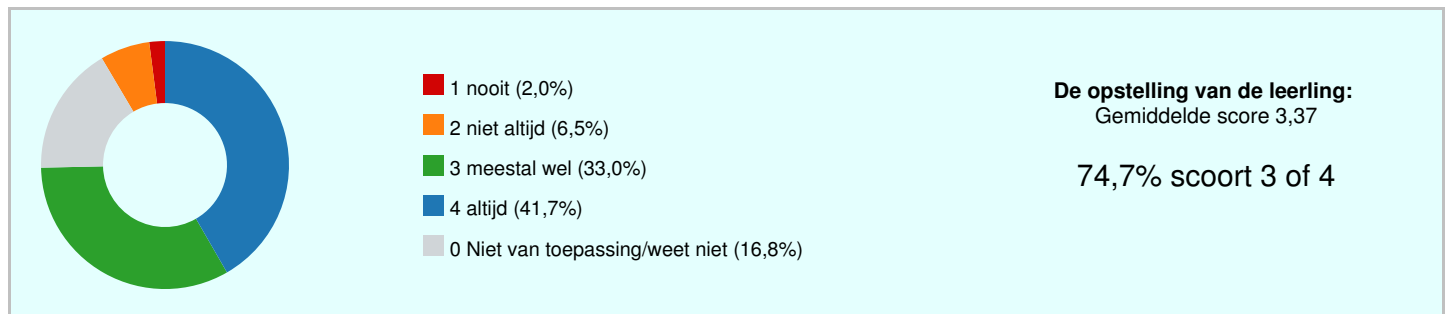 1 nooit (2,0%)
2 niet altijd (6,5%)
3 meestal wel (33,0%)
4 altijd (41,7%)
0 Niet van toepassing/weet niet (16,8%)
De opstelling van de leerling:
Gemiddelde score 3,37
74,7% scoort 3 of 4